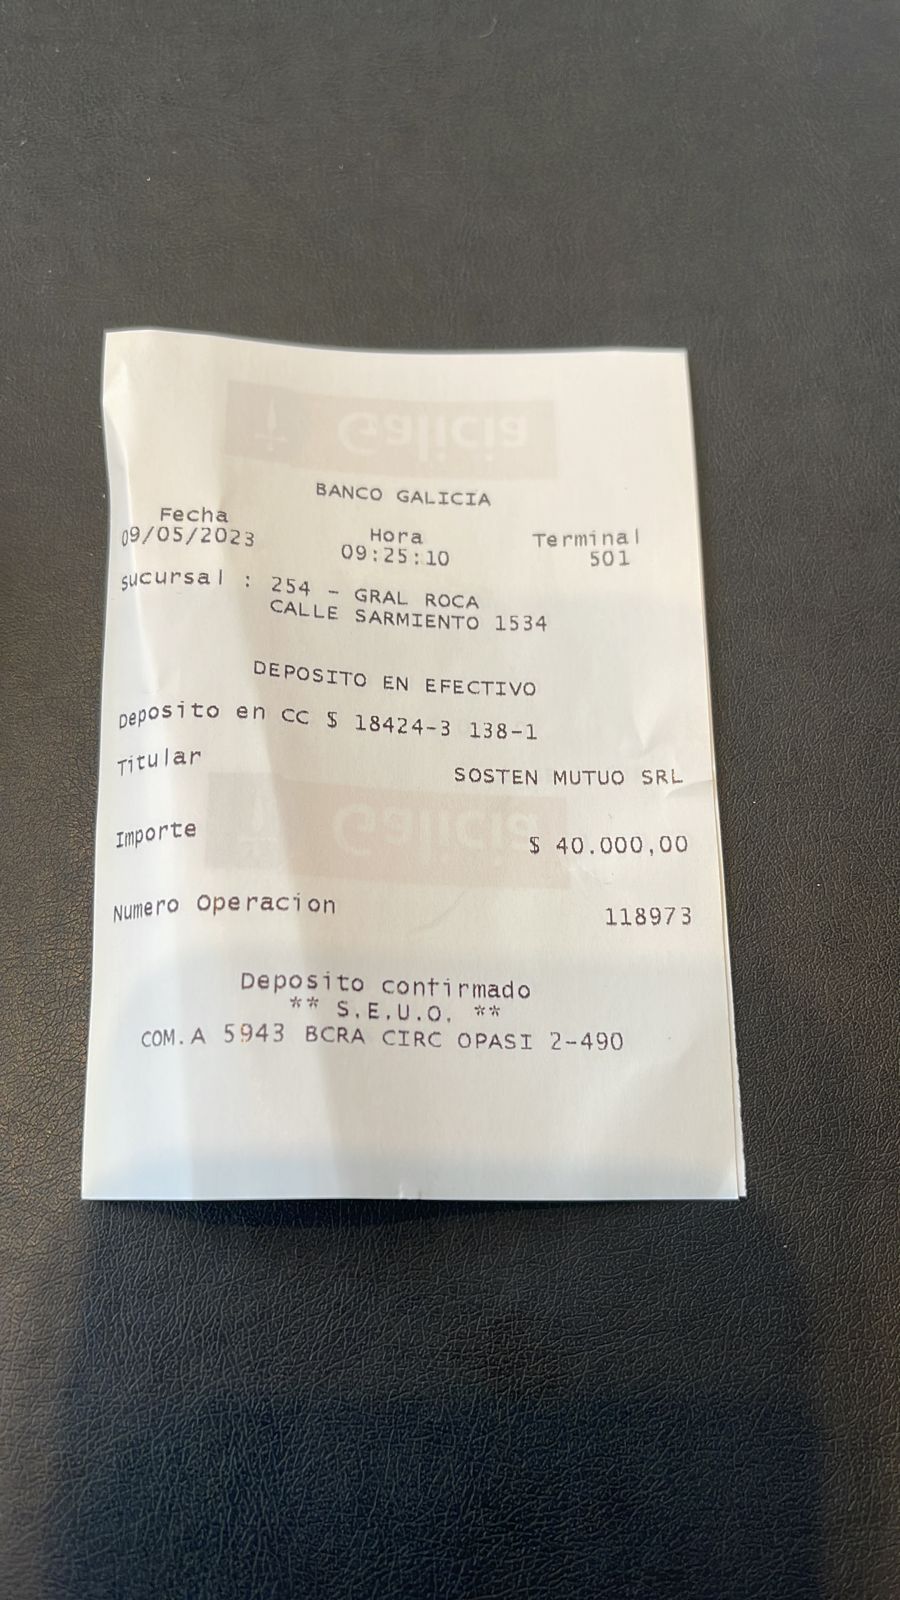 Galicia
BANCO GALICIA
Fecha Hora Terminal
09/05/2023 09:25:10 501
Sucursal : 254 - GRAL ROCA
CALLE SARMIENTO 1534
DEPOSITO EN EFECTIVO
Deposito en CC $ 18424-3 138-1
Titular SOSTEN MUTUO SRL
Galicia
Importe $ 40.000,00
Numero Operacion 118973
Deposito confirmado
** S.E.U.O. **
COM.A 5943 BCRA CIRC OPASI 2-490